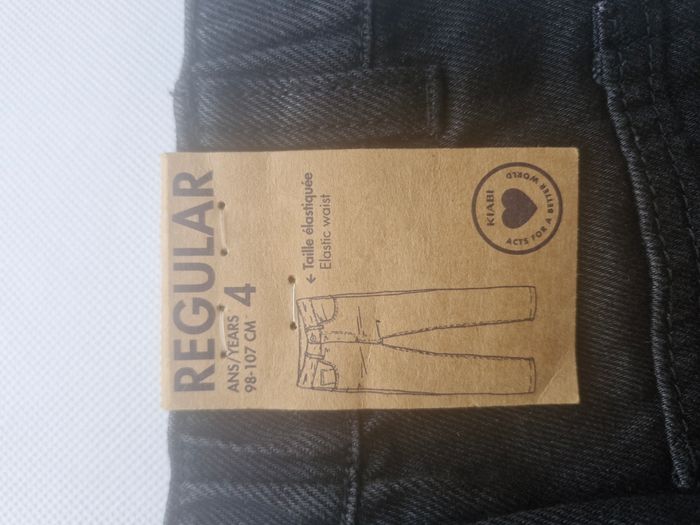 REGULAR
ANS/YEARS 4
98-107 CM
← Taille élastiquée
Elastic waist
KIABI
ACTS FOR A BETTER WORLD